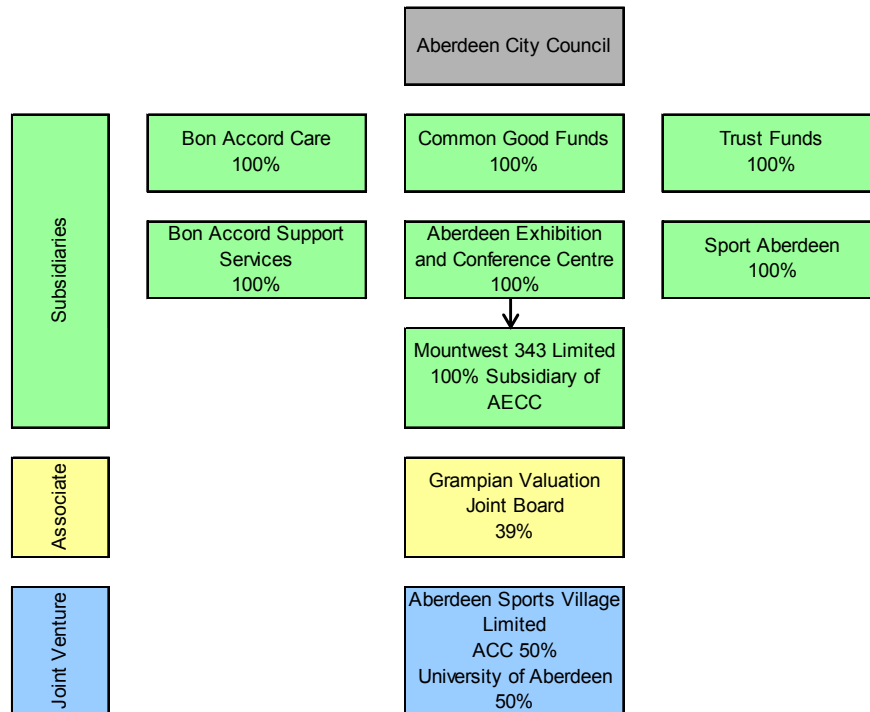 Aberdeen City Council
Subsidiaries
Bon Accord Care
100%
Common Good Funds
100%
Trust Funds
100%
Bon Accord Support
Services
100%
Aberdeen Exhibition
and Conference Centre
100%
Sport Aberdeen
100%
Mountwest 343 Limited
100% Subsidiary of
AECC
Associate
Grampian Valuation
Joint Board
39%
Joint Venture
Aberdeen Sports Village
Limited
ACC 50%
University of Aberdeen
50%